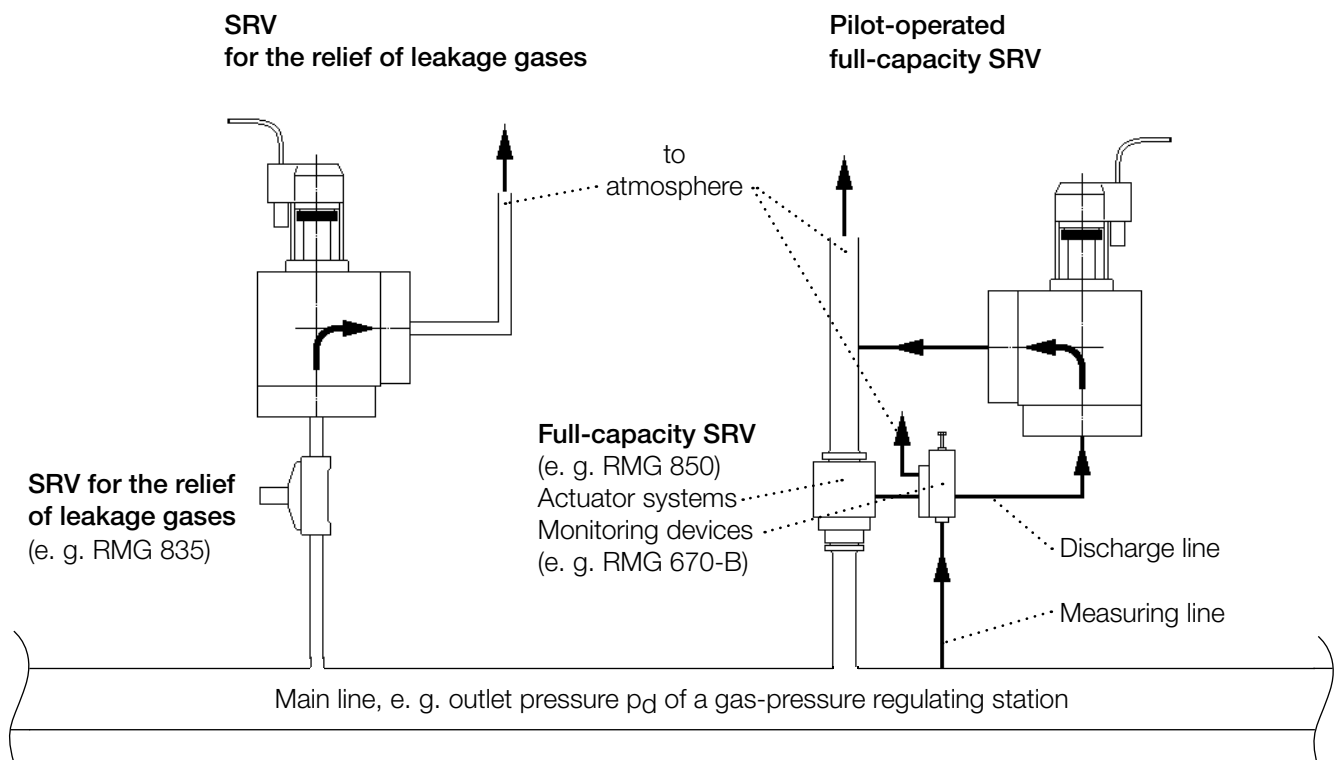 SRV
for the relief of leakage gases
Pilot-operated
full-capacity SRV
to
atmosphere
SRV for the relief
of leakage gases
(e. g. RMG 835)
Full-capacity SRV
(e. g. RMG 850)
Actuator systems
Monitoring devices
(e. g. RMG 670-B)
Discharge line
Measuring line
Main line, e. g. outlet pressure pd of a gas-pressure regulating station